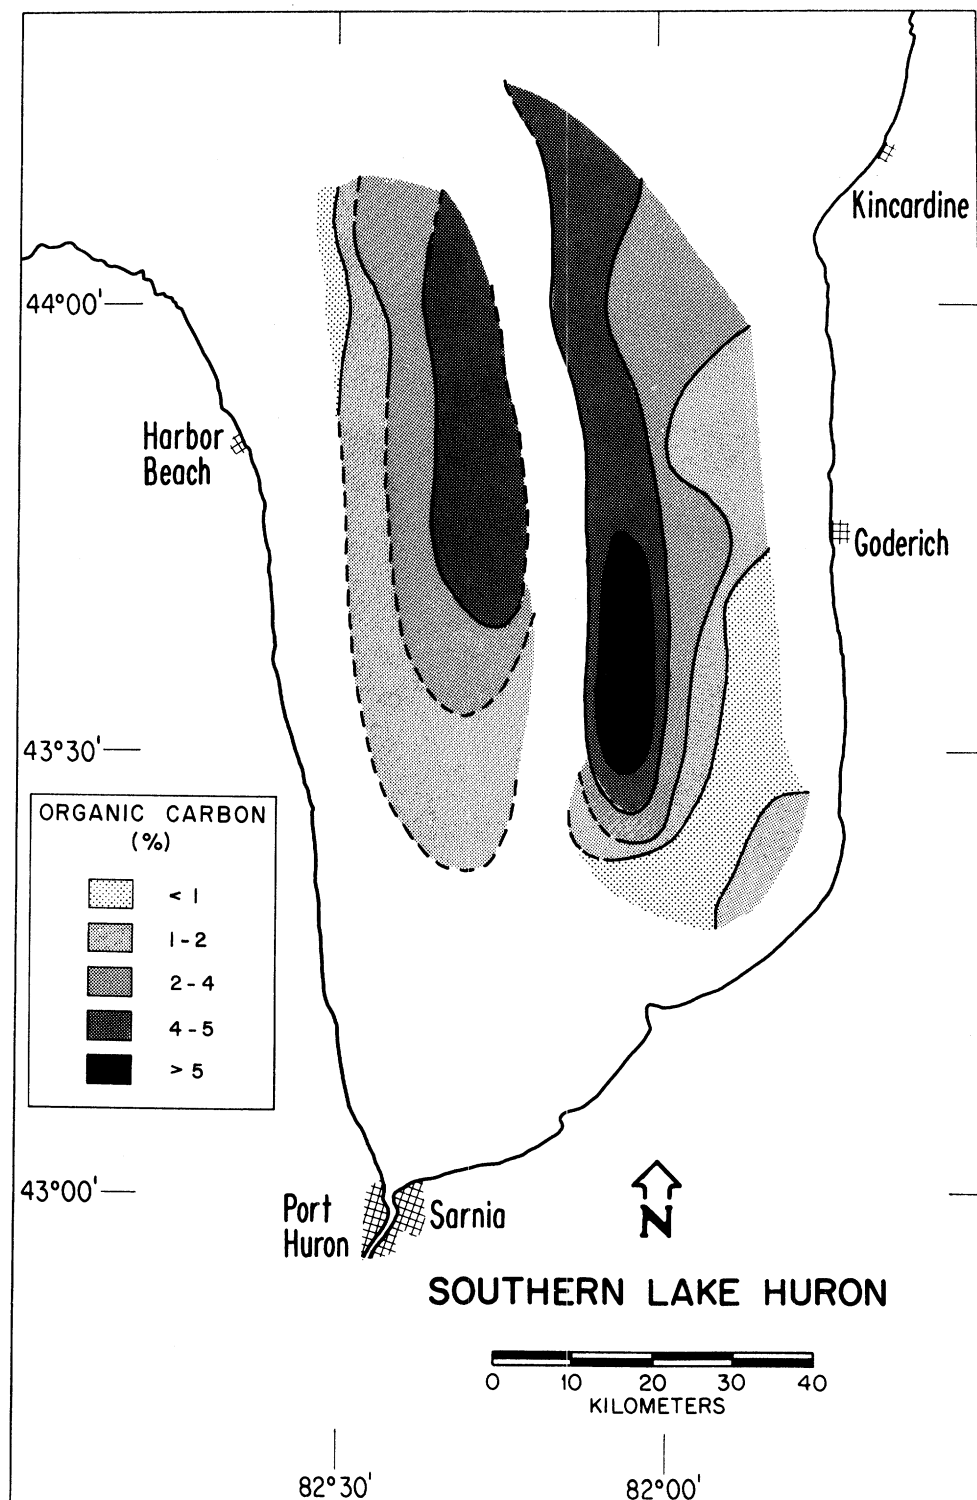 Kincardine
44°00'
Harbor
Beach
Goderich
43°30'
ORGANIC CARBON
(%)
< 1
1-2
2-4
4-5
> 5
43°00'
Port
Huron
Sarnia
N
SOUTHERN LAKE HURON
0 10 20 30 40
KILOMETERS
82°30' 82°00'